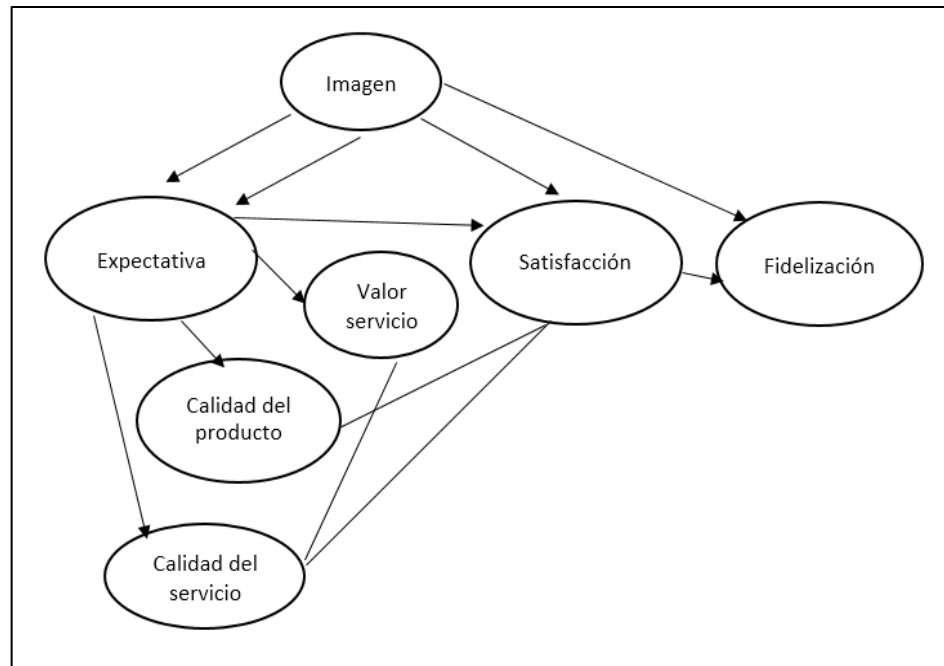 Imagen
Expectativa
Satisfacción
Fidelización
Valor
servicio
Calidad del
producto
Calidad del
servicio